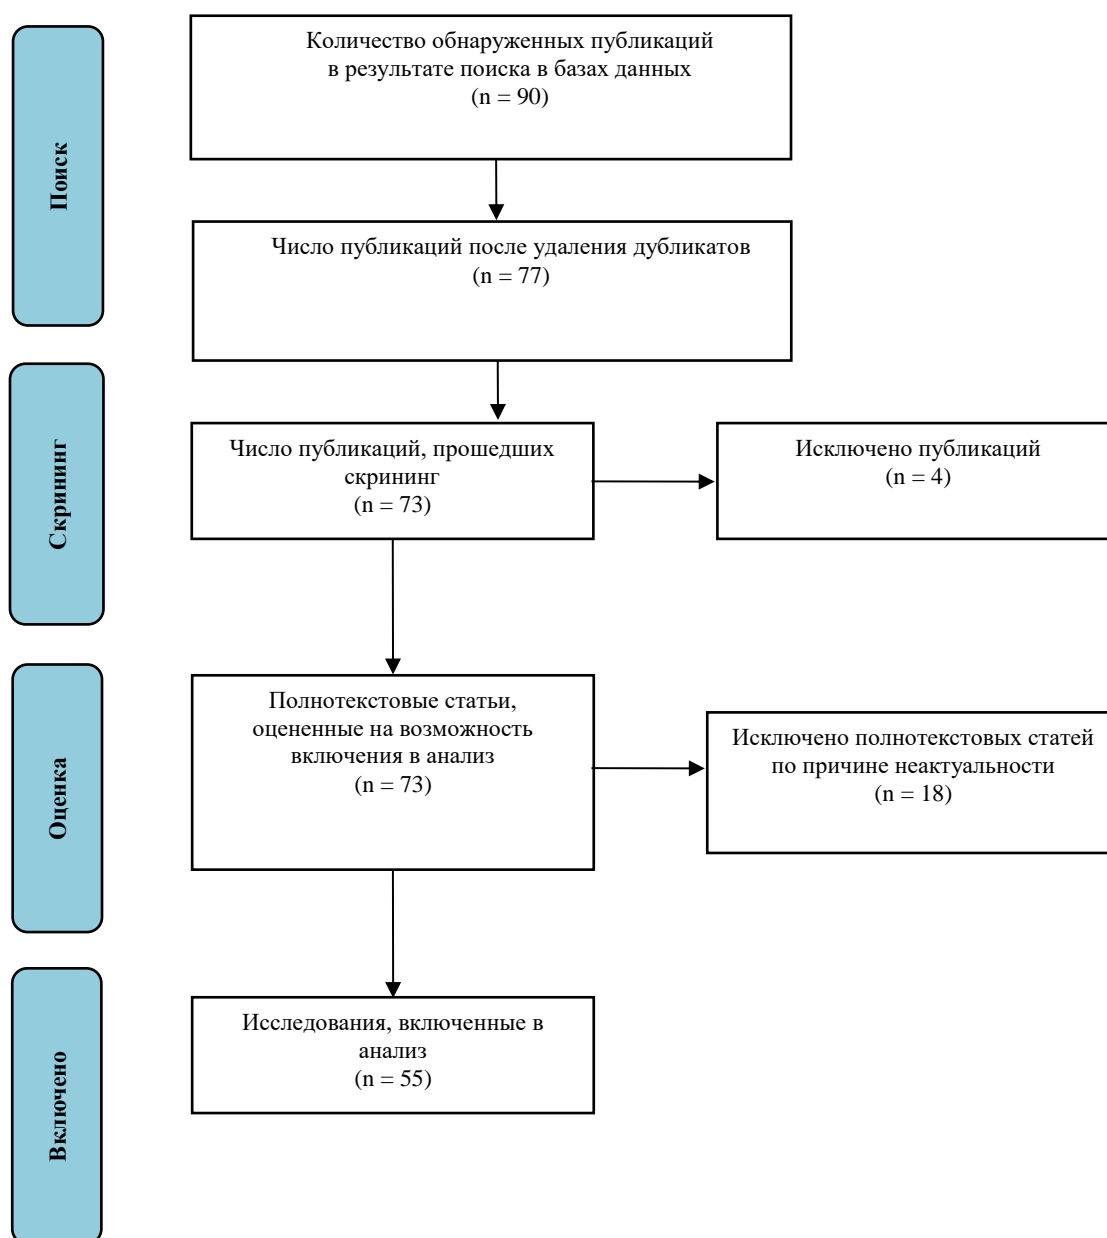 Поиск
Количество обнаруженных публикаций
в результате поиска в базах данных
(n = 90)
Число публикаций после удаления дубликатов
(n = 77)
Скрининг
Число публикаций, прошедших
скрининг
(n = 73)
Исключено публикаций
(n = 4)
Оценка
Полнотекстовые статьи,
оцененные на возможность
включения в анализ
(n = 73)
Исключено полнотекстовых статей
по причине неактуальности
(n = 18)
Включено
Исследования, включенные в
анализ
(n = 55)